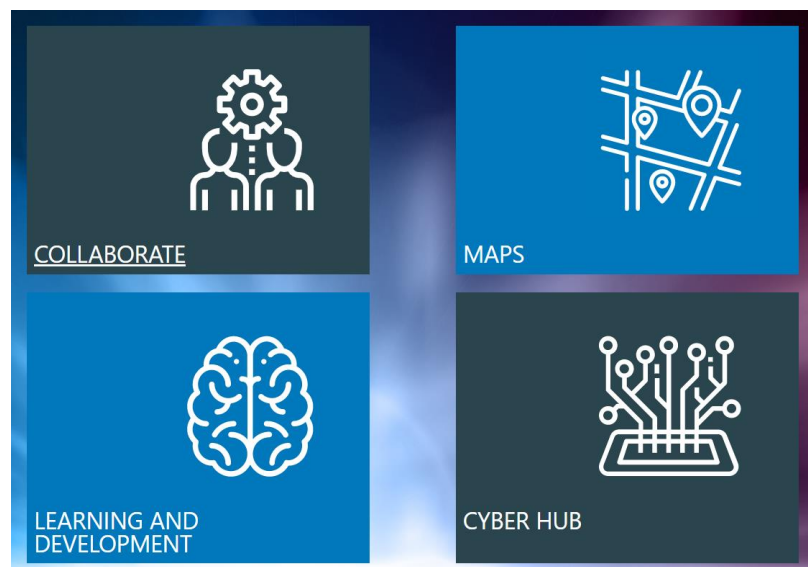 COLLABORATE
MAPS
LEARNING AND
DEVELOPMENT
CYBER HUB